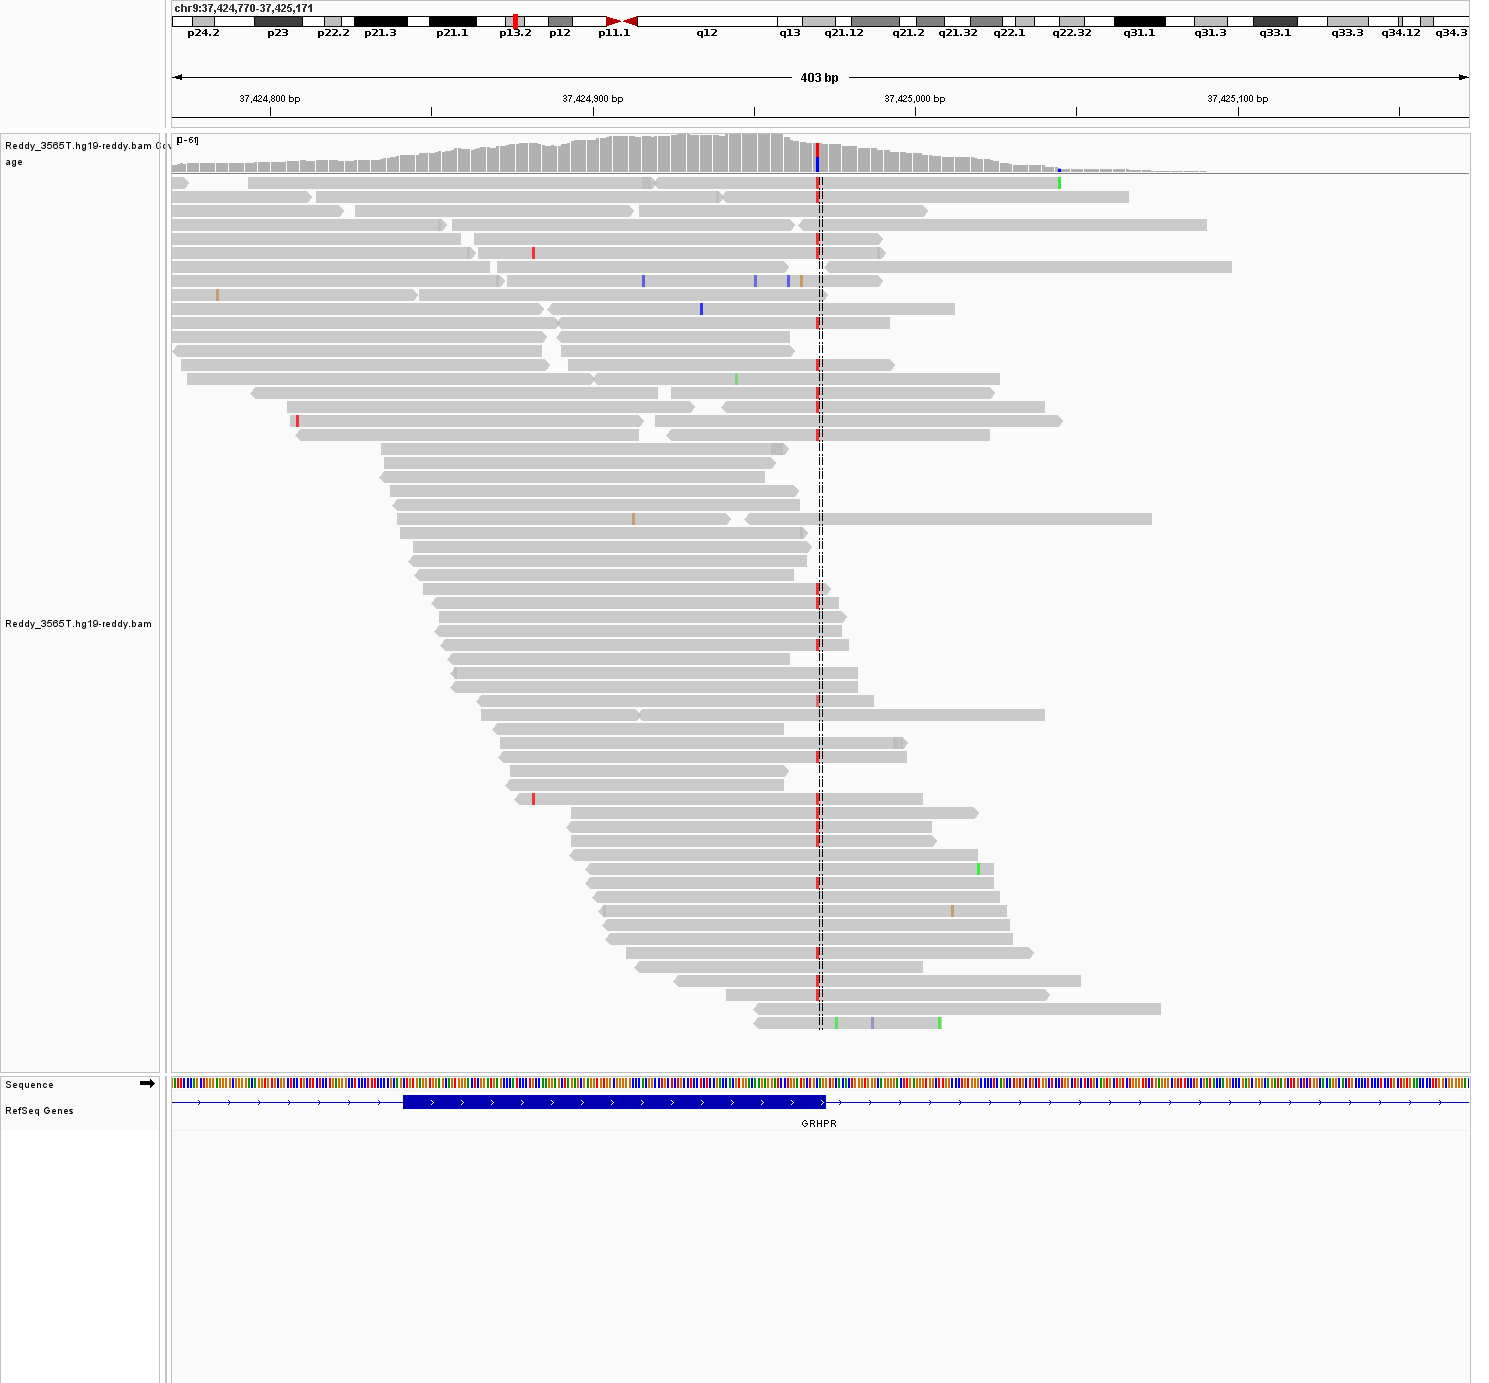 chr9:37,424,770-37,425,171
p24.2 p23 p22.2 p21.3 p21.1 p13.2 p12 p11.1 q12 q13 q21.12 q21.2 q21.32 q22.1 q22.32 q31.1 q31.3 q33.1 q33.3 q34.12 q34.3
403 bp
37,424,800 bp 37,424,900 bp 37,425,000 bp 37,425,100 bp
Reddy_3565T.hg19-reddy.bam Cov
age
[0-61]
Reddy_3565T.hg19-reddy.bam
Sequence
RefSeq Genes
GRHPR